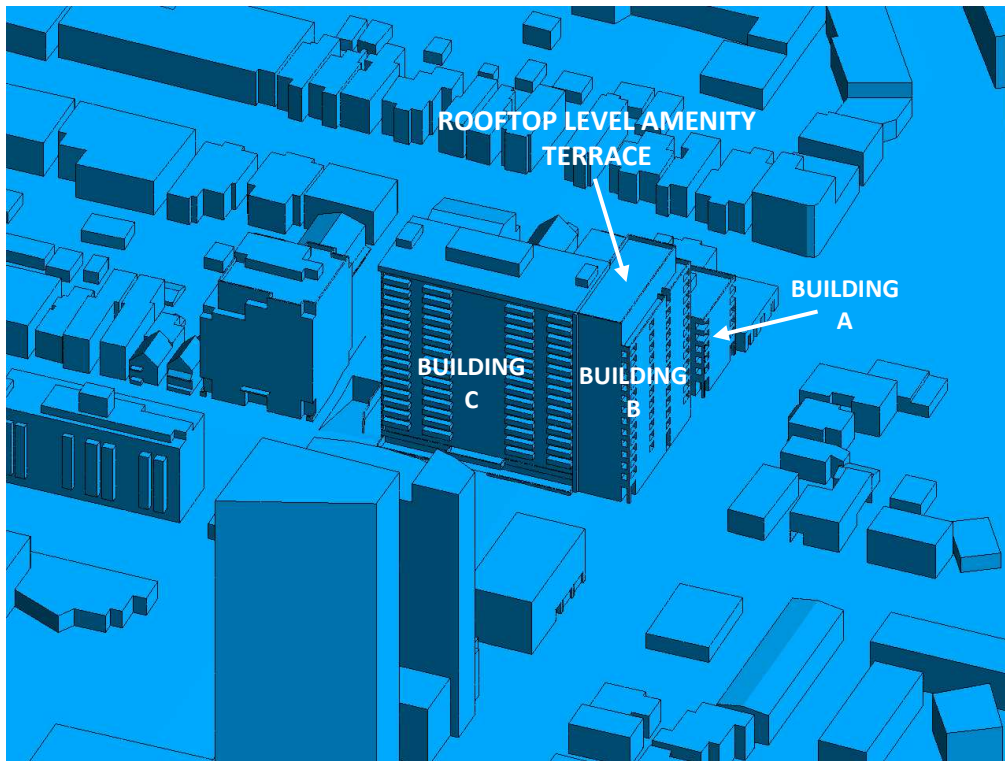 ROOFTOP LEVEL AMENITY
TERRACE
BUILDING
A
BUILDING
C
BUILDING
B